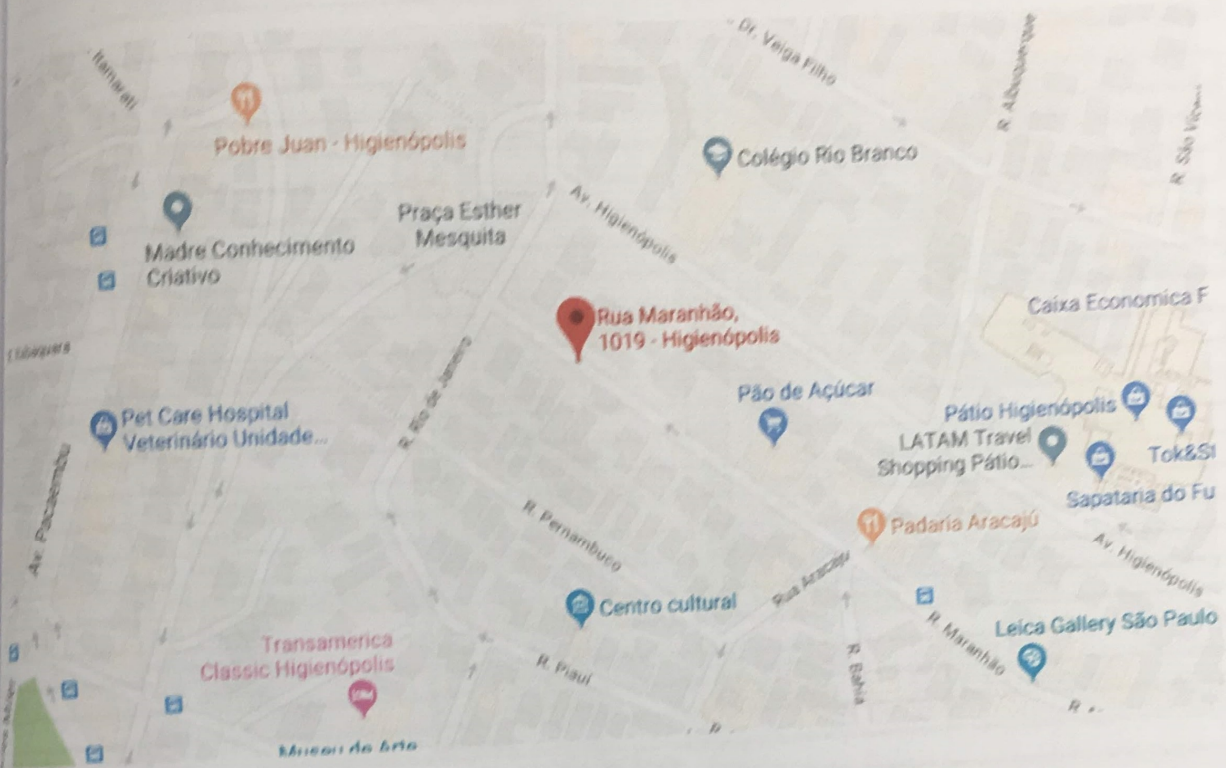 Dr. Veiga Filho
R. Albuquerque
Itamarati
Pobre Juan - Higienópolis
Colégio Rio Branco
R. São
Praça Esther
Mesquita
Av. Higienópolis
Madre Conhecimento
Criativo
Rua Maranhão,
1019 - Higienópolis
Caixa Economica F
R. Rio de Janeiro
Pão de Açúcar
Pátio Higienópolis
Pet Care Hospital
Veterinário Unidade...
LATAM Travel
Shopping Pátio...
Tok&St
Sapataria do Fu
Av. Pacaembu
R. Pernambuco
Padaria Aracajú
Av. Higienópolis
Rua Aracaju
Centro cultural
R. Maranhão
Leica Gallery São Paulo
Transamerica
Classic Higienópolis
R. Piauí
R. Bahia
R
R
Museu de Arte